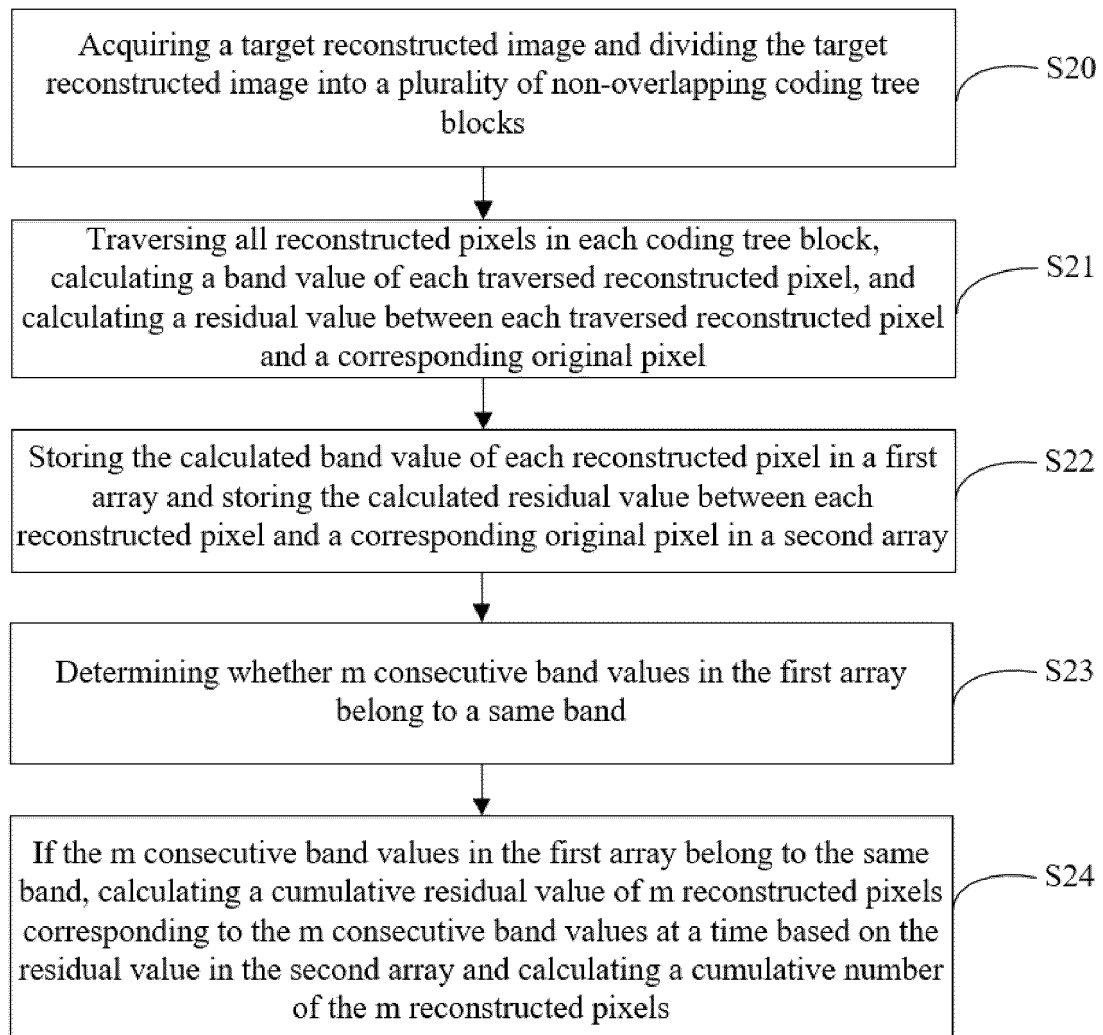 Acquiring a target reconstructed image and dividing the target
reconstructed image into a plurality of non-overlapping coding tree
blocks
S20
Traversing all reconstructed pixels in each coding tree block,
calculating a band value of each traversed reconstructed pixel, and
calculating a residual value between each traversed reconstructed pixel
and a corresponding original pixel
S21
Storing the calculated band value of each reconstructed pixel in a first
array and storing the calculated residual value between each
reconstructed pixel and a corresponding original pixel in a second array
S22
Determining whether m consecutive band values in the first array
belong to a same band
S23
If the m consecutive band values in the first array belong to the same
band, calculating a cumulative residual value of m reconstructed pixels
corresponding to the m consecutive band values at a time based on the
residual value in the second array and calculating a cumulative number
of the m reconstructed pixels
S24